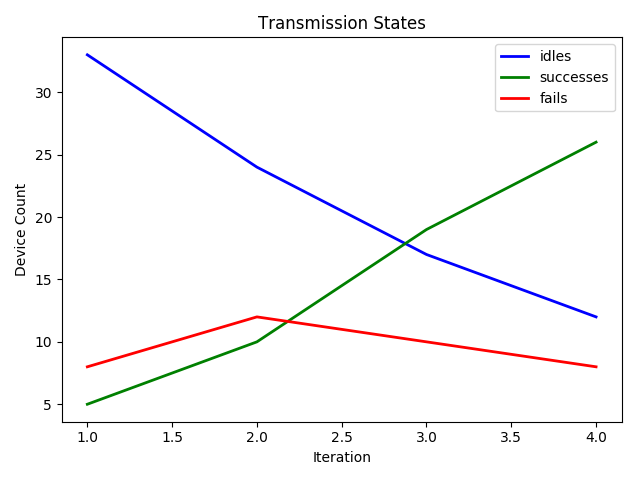 Transmission States
idles
successes
fails
Device Count
30
25
20
15
10
5
1.0 1.5 2.0 2.5 3.0 3.5 4.0
Iteration